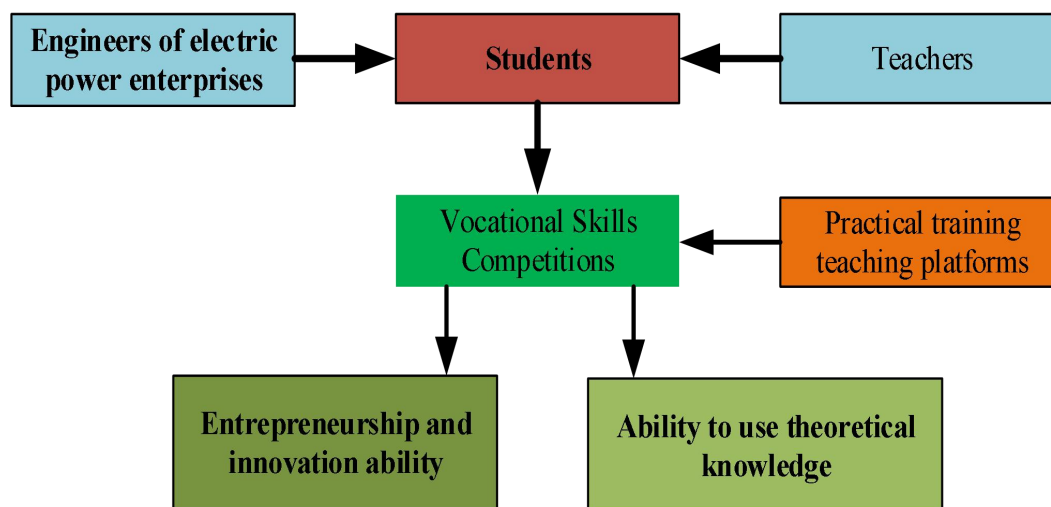 Engineers of electric
power enterprises
Students
Teachers
Vocational Skills
Competitions
Practical training
teaching platforms
Entrepreneurship and
innovation ability
Ability to use theoretical
knowledge